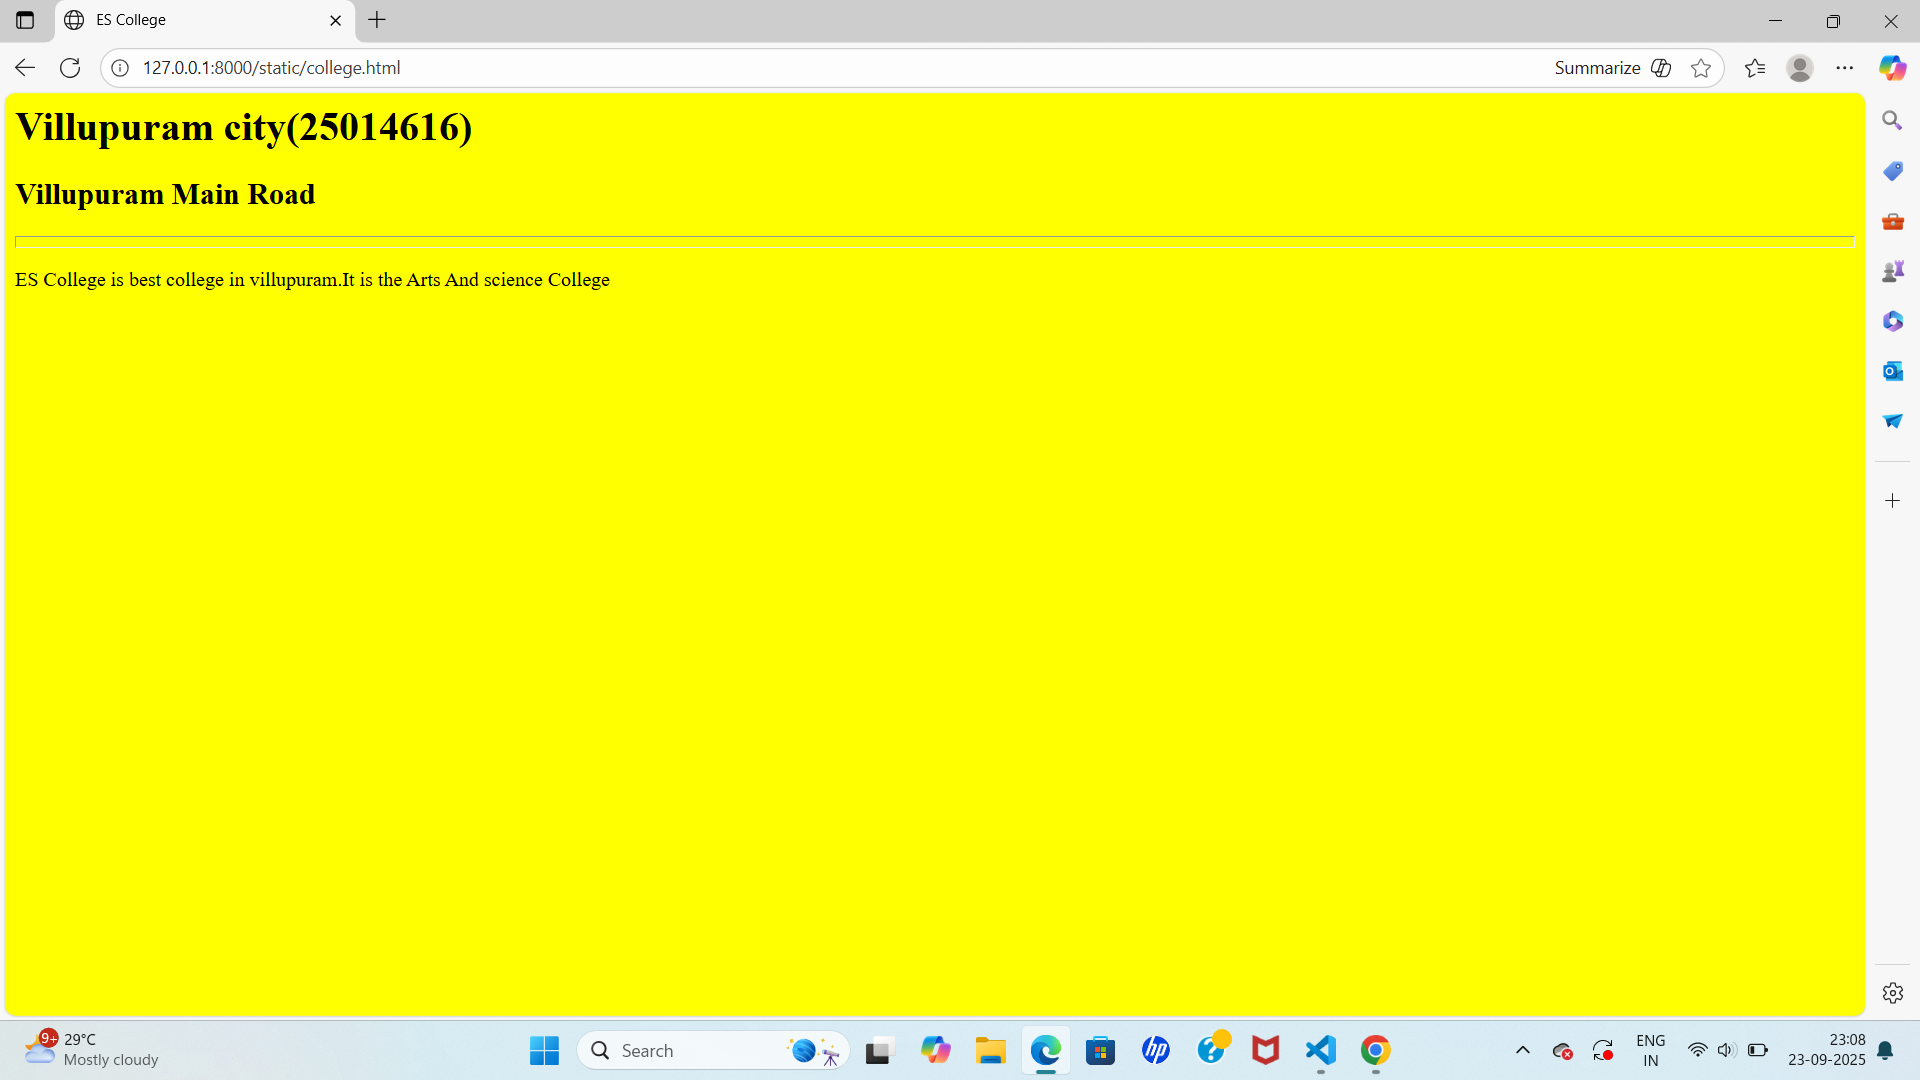 ES College
127.0.0.1:8000/static/college.html
Summarize
Villupuram city(25014616)
Villupuram Main Road
ES College is best college in villupuram.It is the Arts And science College
9+
29°C
Mostly cloudy
Search
hp
ENG
IN
23:08
23-09-2025